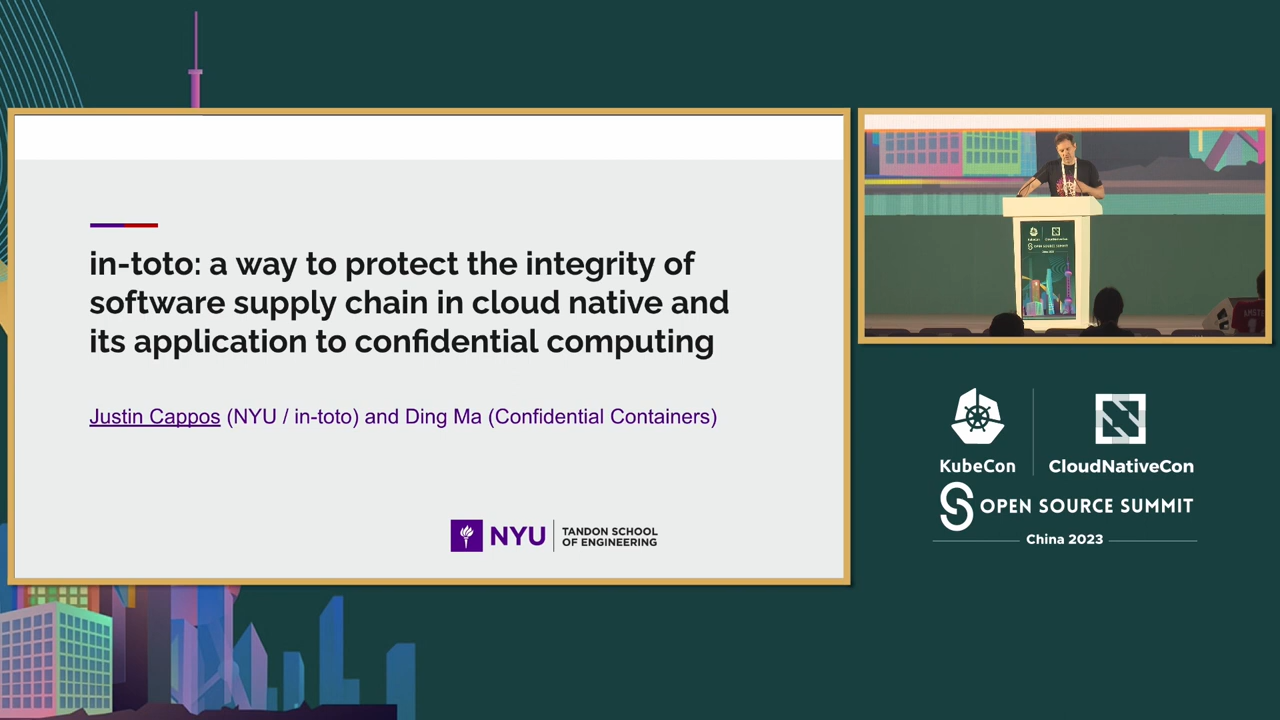 in-toto: a way to protect the integrity of
software supply chain in cloud native and
its application to confidential computing
Justin Cappos (NYU / in-toto) and Ding Ma (Confidential Containers)
NYU
TANDON SCHOOL
OF ENGINEERING
KubeCon
CloudNativeCon
OPEN SOURCE SUMMIT
China 2023